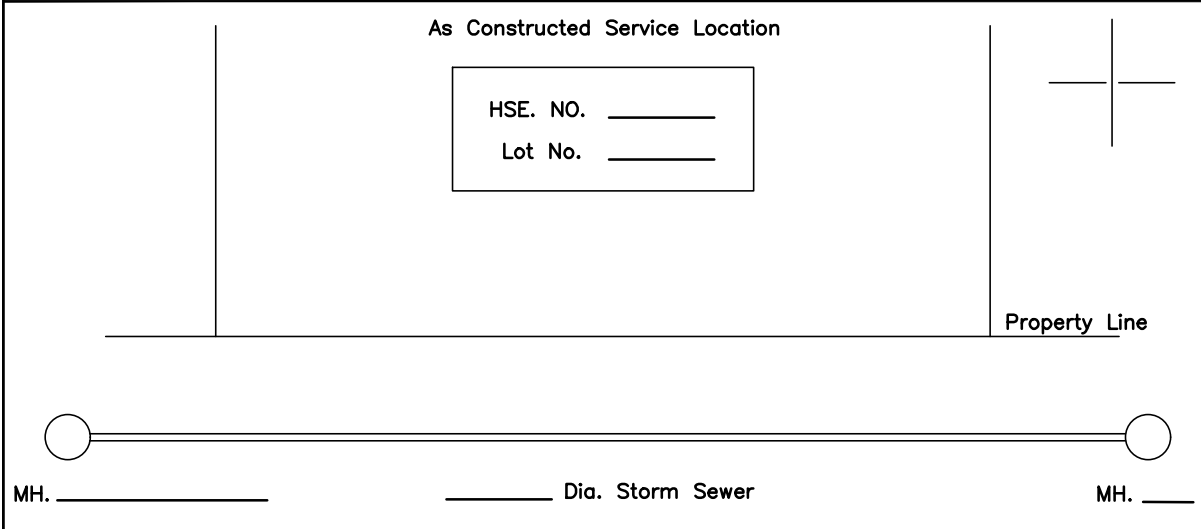 As Constructed Service Location
HSE. NO. ________
Lot No. ________
Property Line
MH. ________________ ________ Dia. Storm Sewer MH. ____